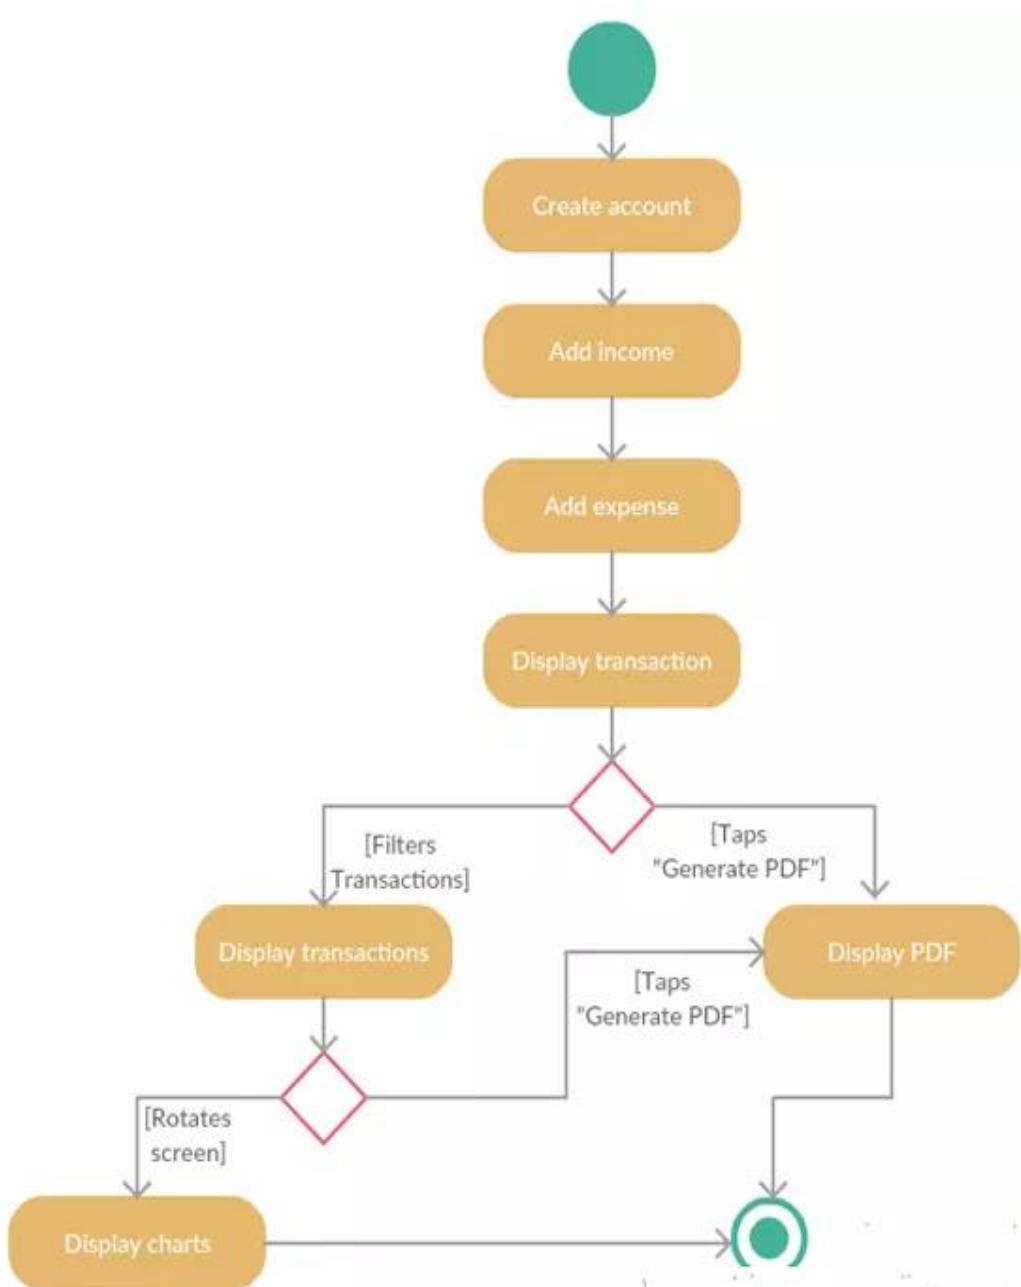 Create account
Add income
Add expense
Display transaction
[Filters
Transactions]
[Taps
"Generate PDF"]
Display transactions
Display PDF
[Taps
"Generate PDF"]
[Rotates
screen]
Display charts